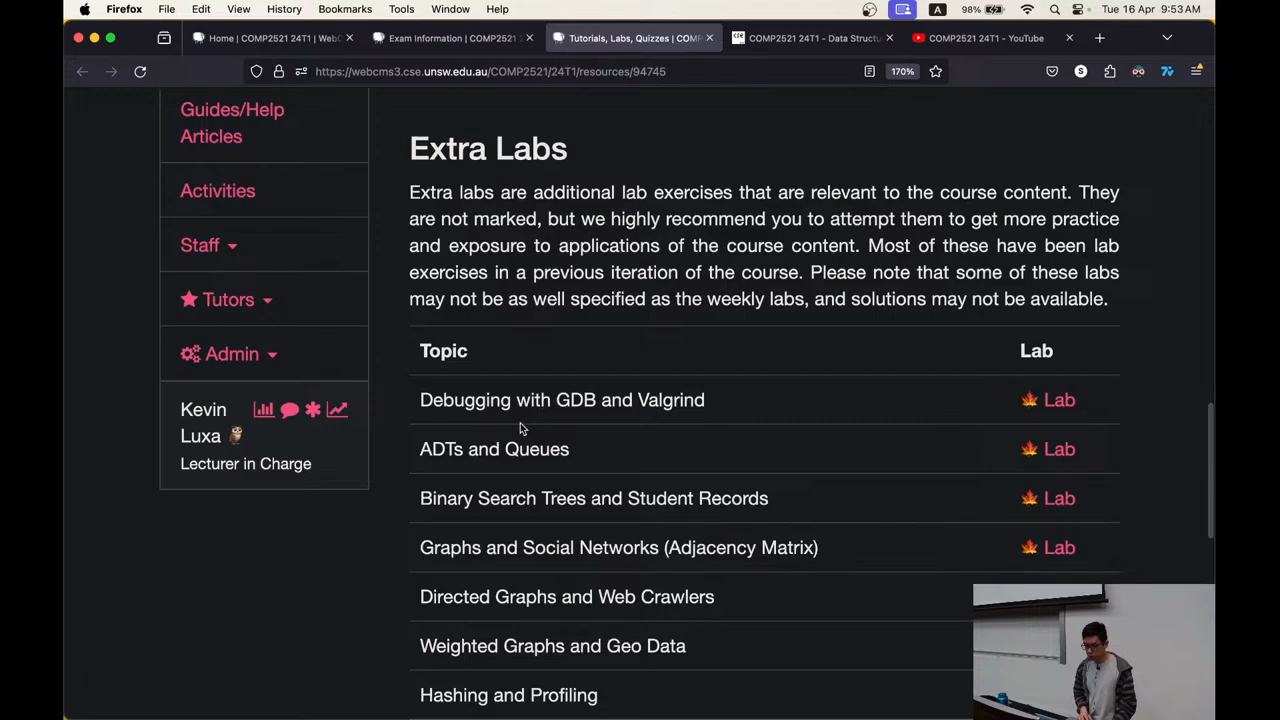 Firefox File Edit View History Bookmarks Tools Window Help A 98% Tue 16 Apr 9:53 AM
Home | COMP2521 24T1 | WebC
Exam Information | COMP2521
Tutorials, Labs, Quizzes | COMP
CSE COMP2521 24T1 - Data Structu
COMP2521 24T1 - YouTube
https://webcms3.cse.unsw.edu.au/COMP2521/24T1/resources/94745 170% S
Guides/Help
Articles
Activities
Staff
Tutors
Admin
Kevin
Luxa
Lecturer in Charge
Extra Labs
Extra labs are additional lab exercises that are relevant to the course content. They
are not marked, but we highly recommend you to attempt them to get more practice
and exposure to applications of the course content. Most of these have been lab
exercises in a previous iteration of the course. Please note that some of these labs
may not be as well specified as the weekly labs, and solutions may not be available.
Topic Lab
Debugging with GDB and Valgrind Lab
ADTs and Queues Lab
Binary Search Trees and Student Records Lab
Graphs and Social Networks (Adjacency Matrix) Lab
Directed Graphs and Web Crawlers
Weighted Graphs and Geo Data
Hashing and Profiling